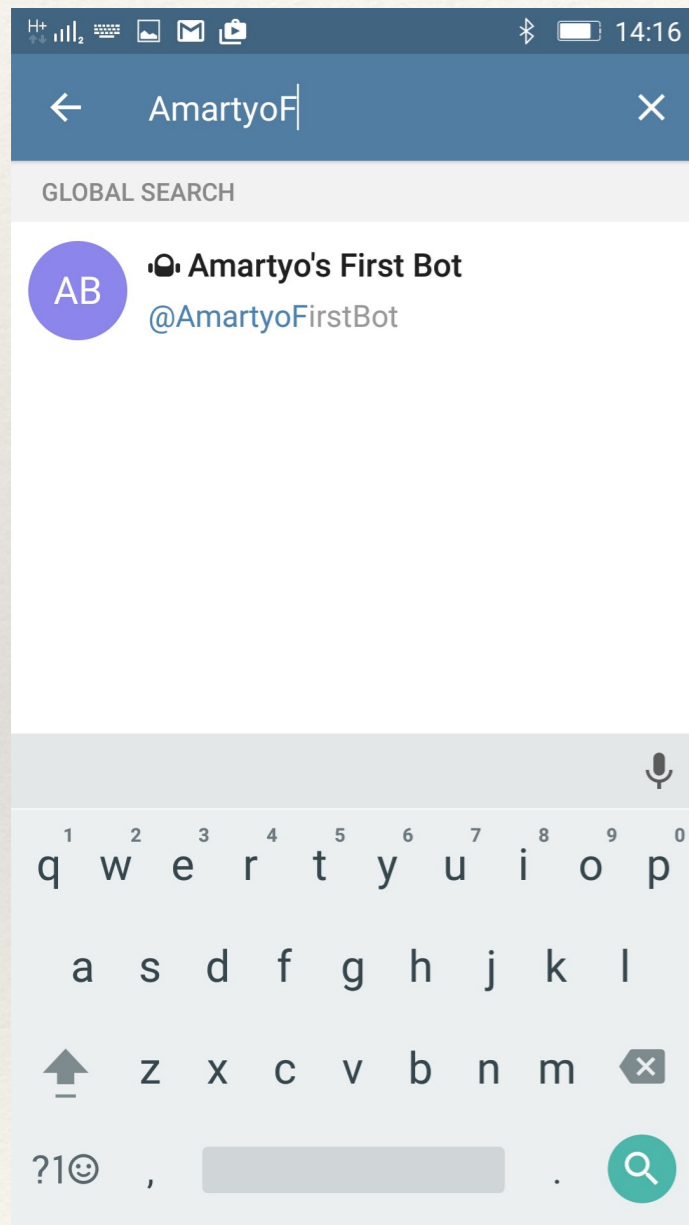 H+ 2 14:16
AmartyoF
GLOBAL SEARCH
AB
Amartyo's First Bot
@AmartyoFirstBot
1 2 3 4 5 6 7 8 9 0
q w e r t y u i o p
a s d f g h j k l
z x c v b n m
?1☺ , .